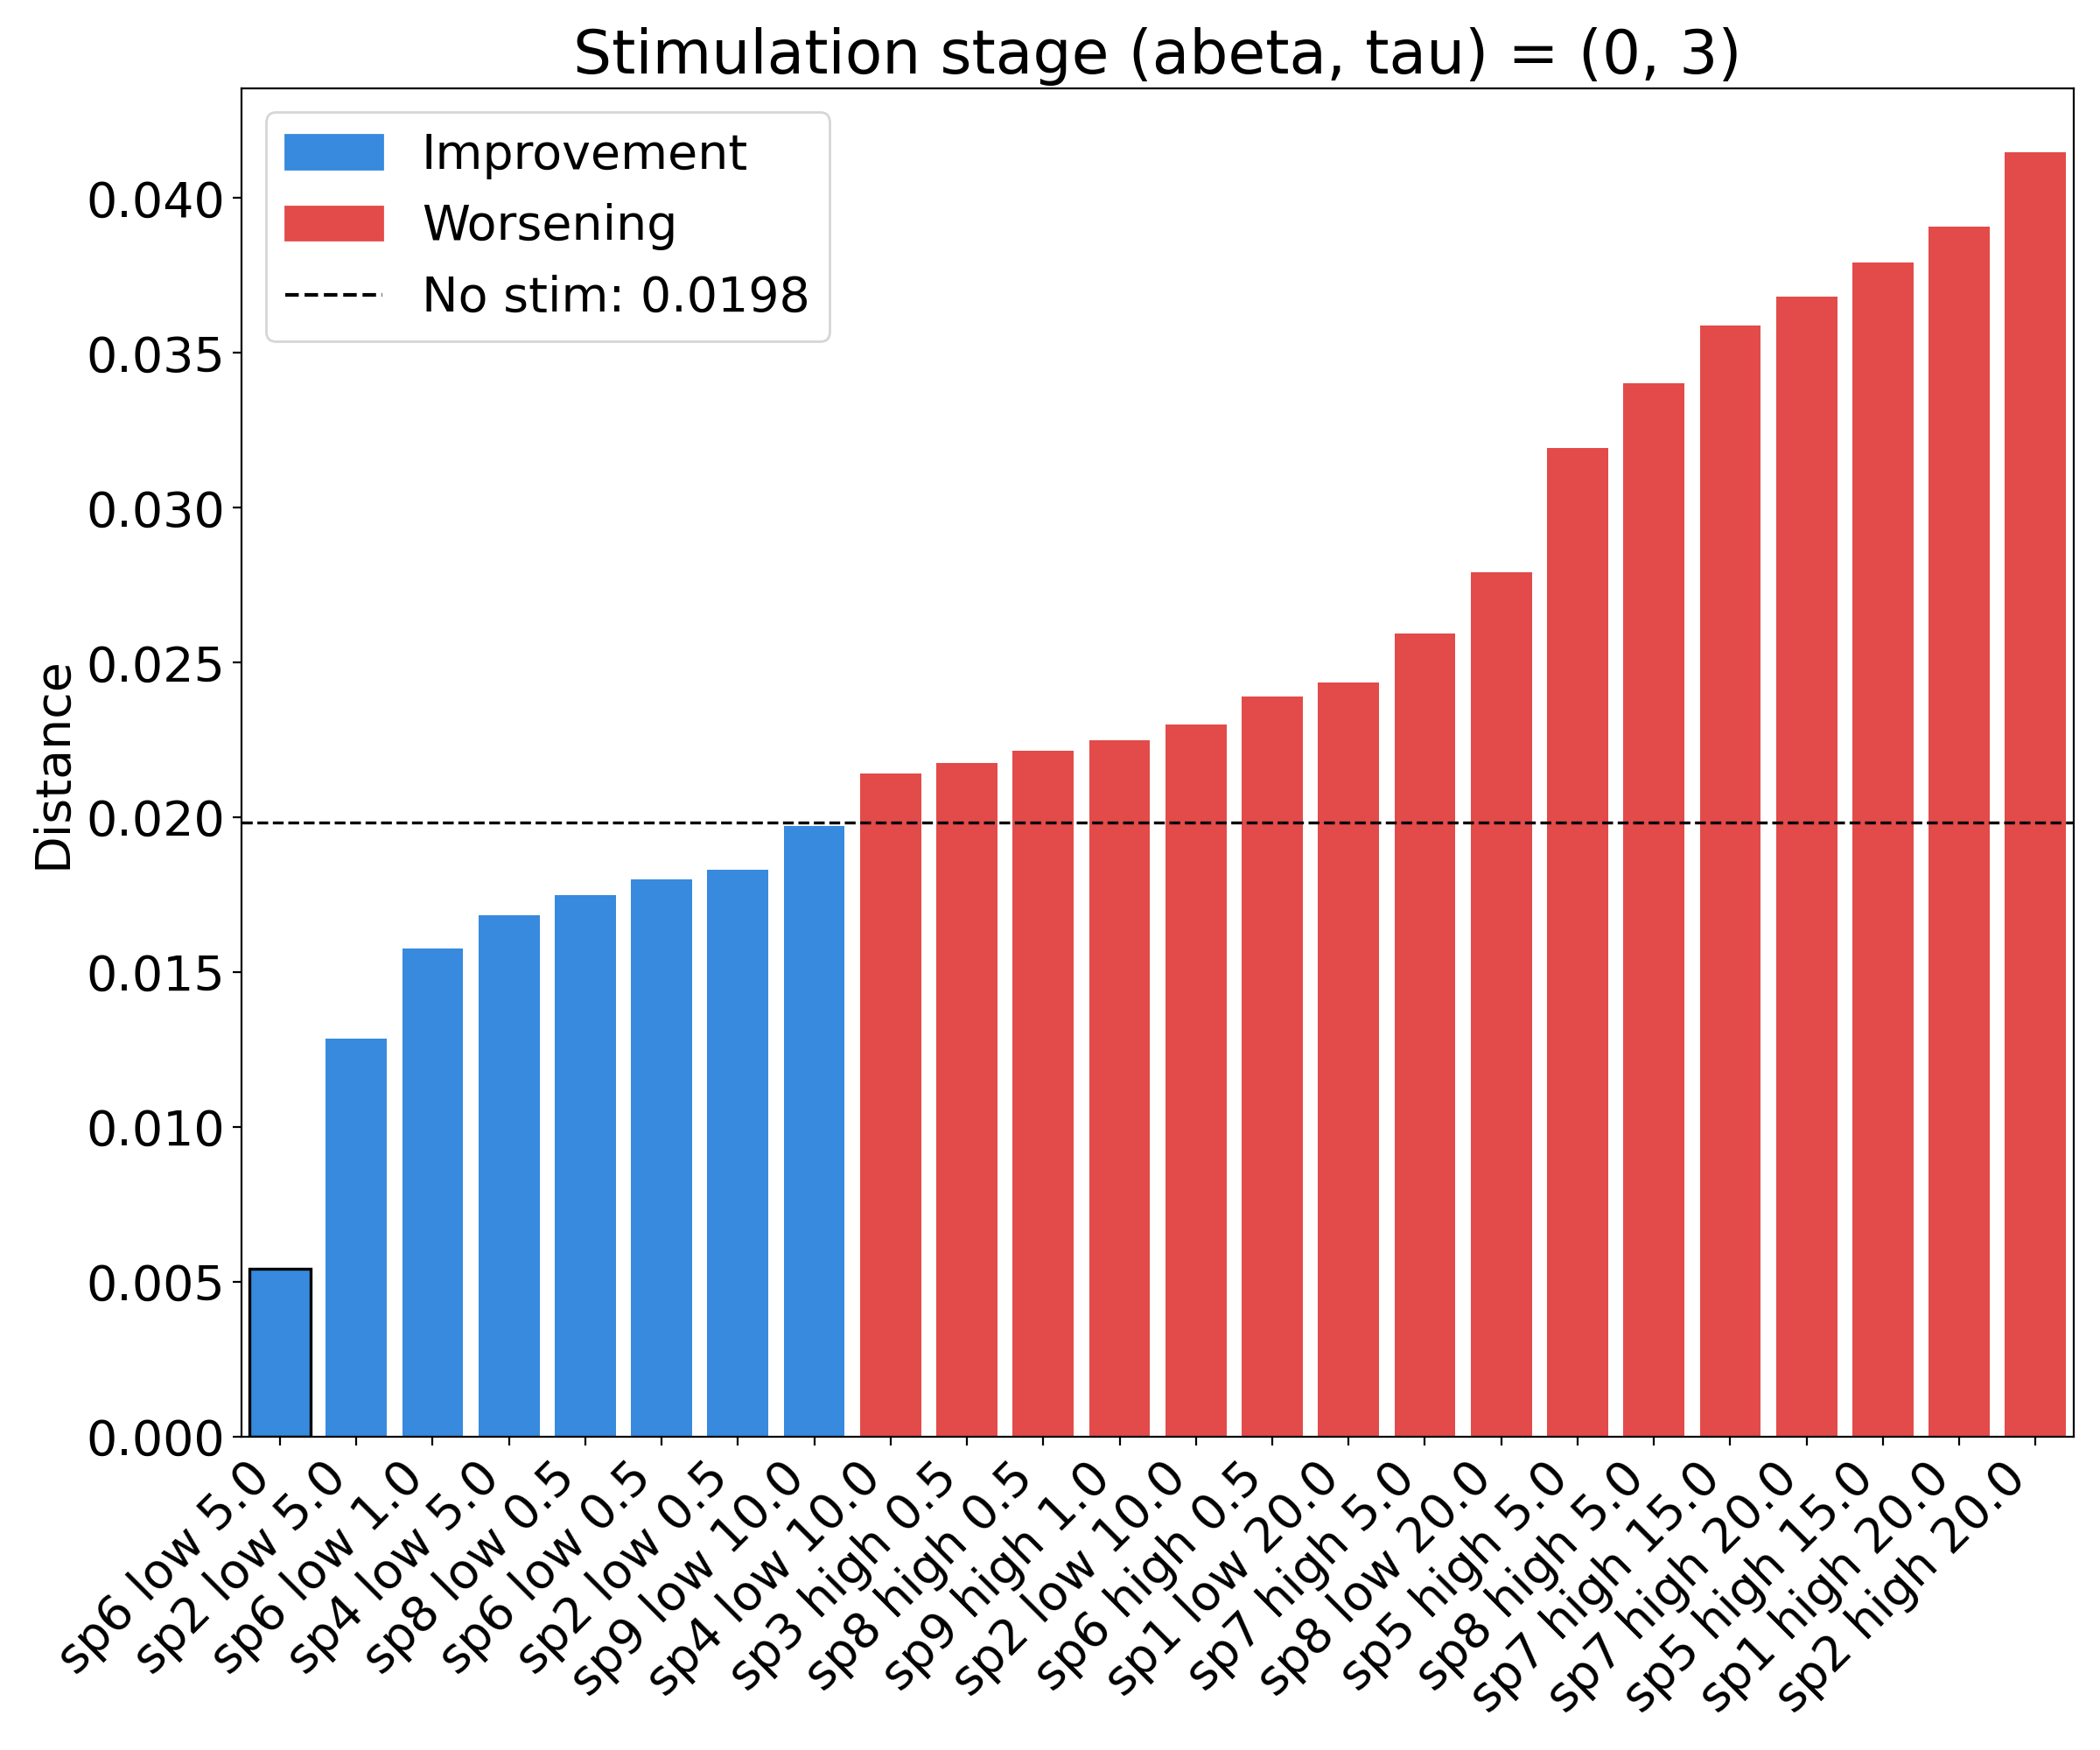 Stimulation stage (abeta, tau) = (0, 3)
Improvement
Worsening
No stim: 0.0198
Distance
0.040
0.035
0.030
0.025
0.020
0.015
0.010
0.005
0.000
sp6 low 5.0
sp2 low 5.0
sp6 low 1.0
sp4 low 5.0
sp8 low 0.5
sp6 low 0.5
sp2 low 0.5
sp9 low 10.0
sp4 low 10.0
sp3 high 0.5
sp8 high 0.5
sp9 high 1.0
sp2 low 10.0
sp6 high 0.5
sp1 low 20.0
sp7 high 5.0
sp8 low 20.0
sp5 high 5.0
sp8 high 5.0
sp7 high 15.0
sp7 high 20.0
sp5 high 15.0
sp1 high 20.0
sp2 high 20.0